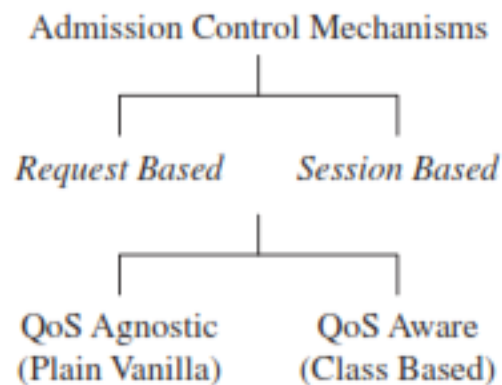 Admission Control Mechanisms
Request Based Session Based
QoS Agnostic QoS Aware
(Plain Vanilla) (Class Based)